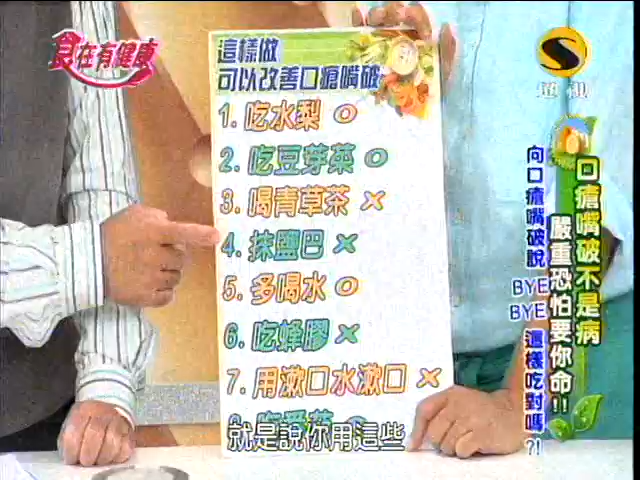 食在有健康
這樣做
可以改善口瘡嘴破
1. 吃水梨 O
2. 吃豆芽菜 O
3. 喝青草茶 X
4. 抹鹽巴 X
5. 多喝水 O
6. 吃蜂膠 X
7. 用漱口水漱口 X
就是說你用這些
S
超視
口瘡嘴破不是病
嚴重恐怕要你命!!
向口瘡嘴破說 BYE BYE 這樣吃對嗎?!